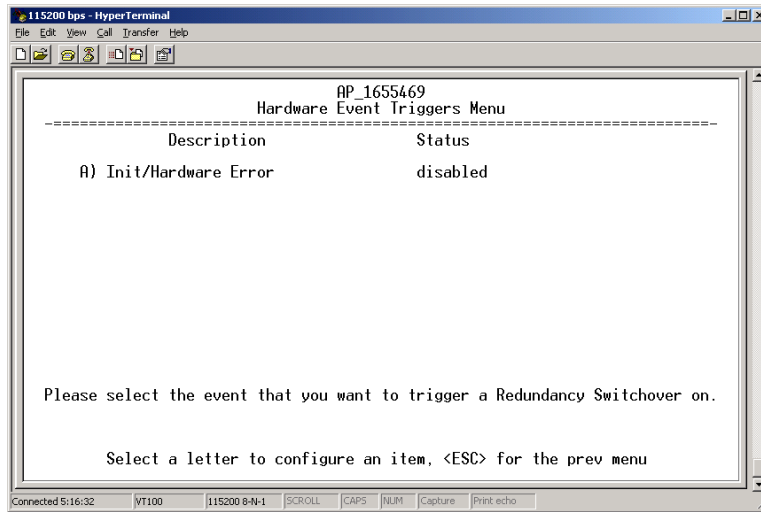 115200 bps - HyperTerminal
File Edit View Call Transfer Help
AP_1655469
Hardware Event Triggers Menu
-==========================================================================-
Description Status
A) Init/Hardware Error disabled
Please select the event that you want to trigger a Redundancy Switchover on.
Select a letter to configure an item, <ESC> for the prev menu
Connected 5:16:32 VT100 115200 8-N-1 SCROLL CAPS NUM Capture Print echo